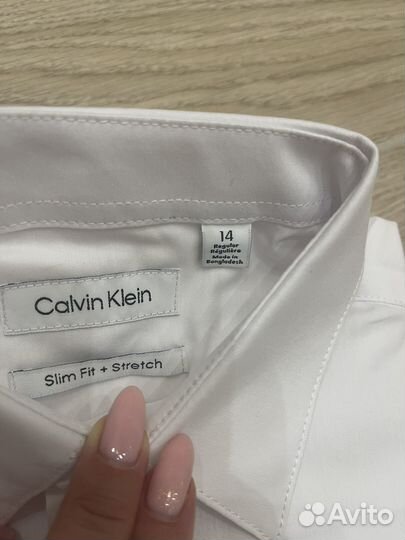 14
Regular
Régulière
Made in
Bangladesh
Calvin Klein
Slim Fit + Stretch
Avito